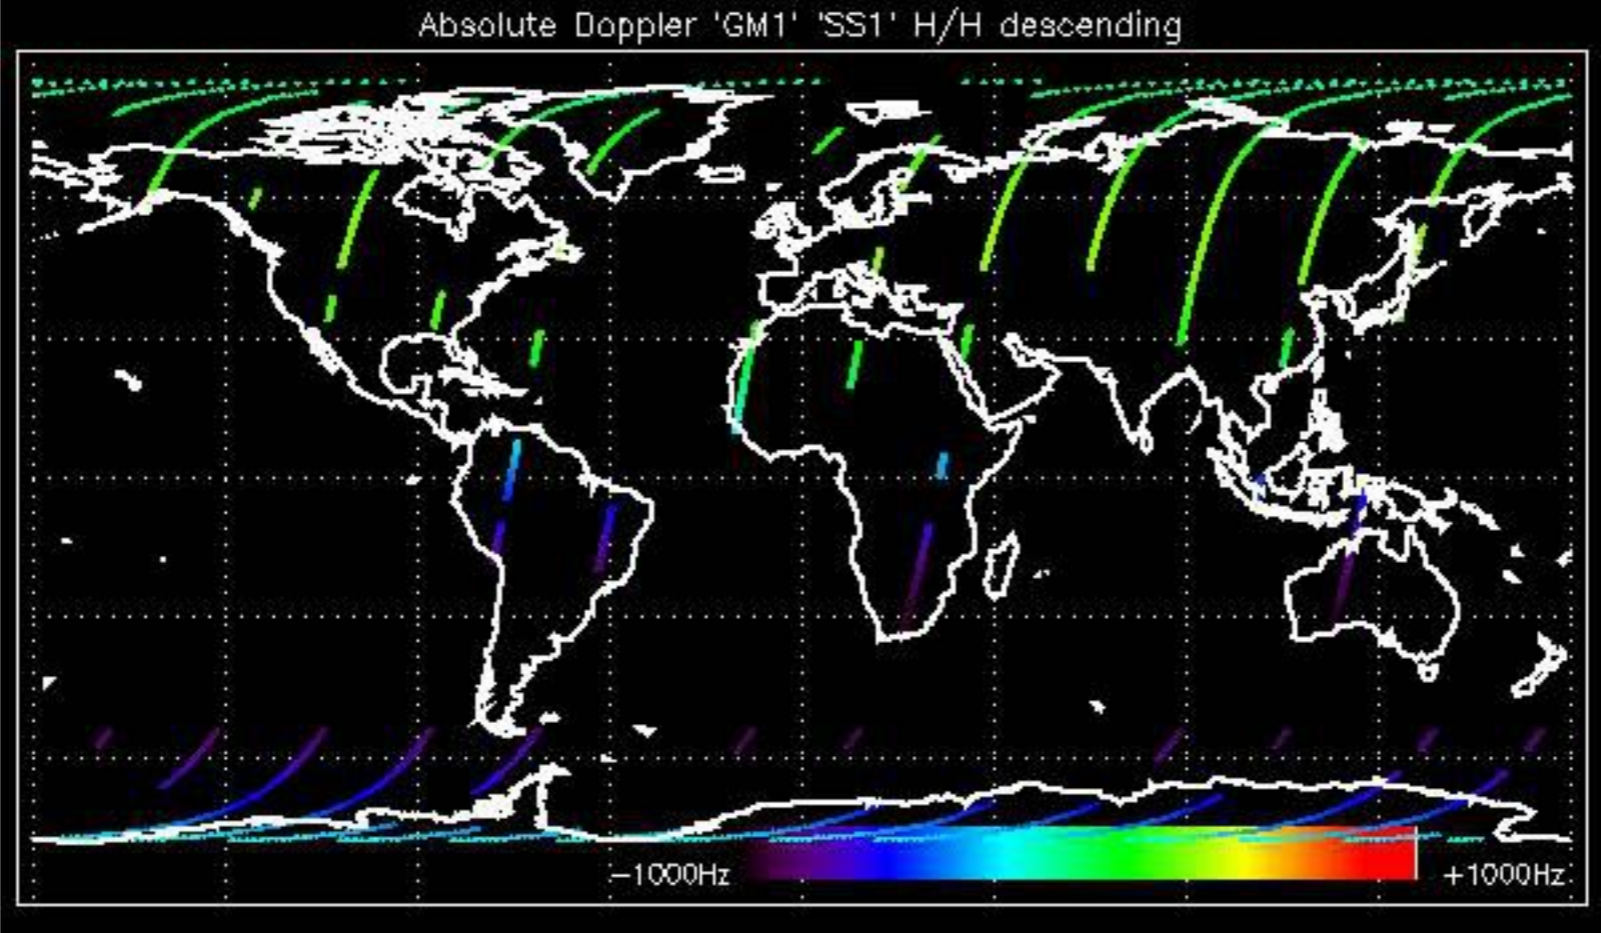 Absolute Doppler 'GM1' 'SS1' H/H descending
−1000Hz +1000Hz